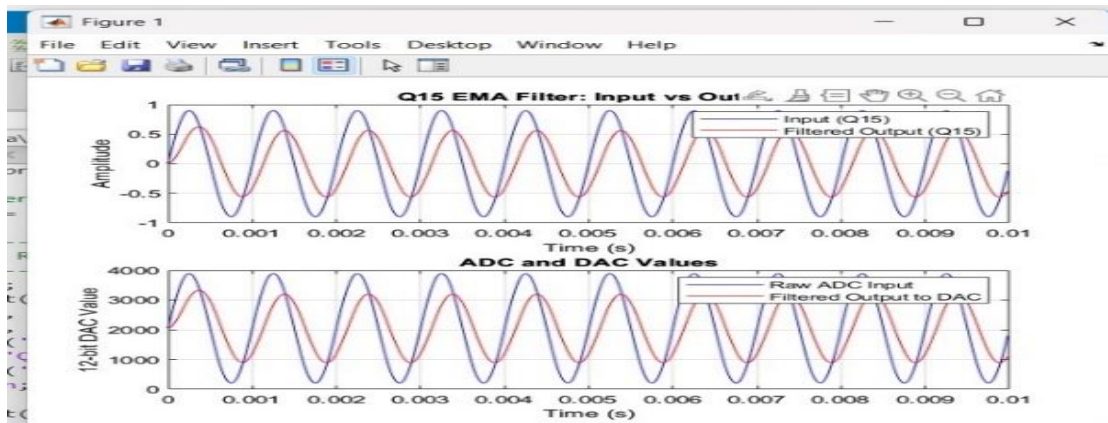 Figure 1
File Edit View Insert Tools Desktop Window Help
Q15 EMA Filter: Input vs Out
Input (Q15)
Filtered Output (Q15)
Amplitude
1
0.5
0
-0.5
-1
0 0.001 0.002 0.003 0.004 0.005 0.006 0.007 0.008 0.009 0.01
Time (s)
ADC and DAC Values
Raw ADC Input
Filtered Output to DAC
12-bit DAC Value
4000
3000
2000
1000
0
0 0.001 0.002 0.003 0.004 0.005 0.006 0.007 0.008 0.009 0.01
Time (s)